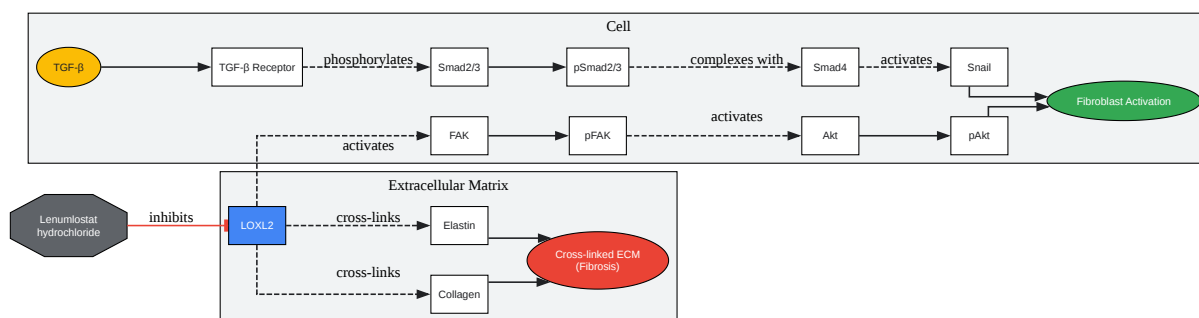 Cell
TGF-β
TGF-β Receptor
phosphorylates
Smad2/3
pSmad2/3
complexes with
Smad4
activates
Snail
Fibroblast Activation
activates
FAK
pFAK
activates
Akt
pAkt
Extracellular Matrix
Lenumlostat
hydrochloride
inhibits
LOXL2
cross-links
Elastin
cross-links
Collagen
Cross-linked ECM
(Fibrosis)